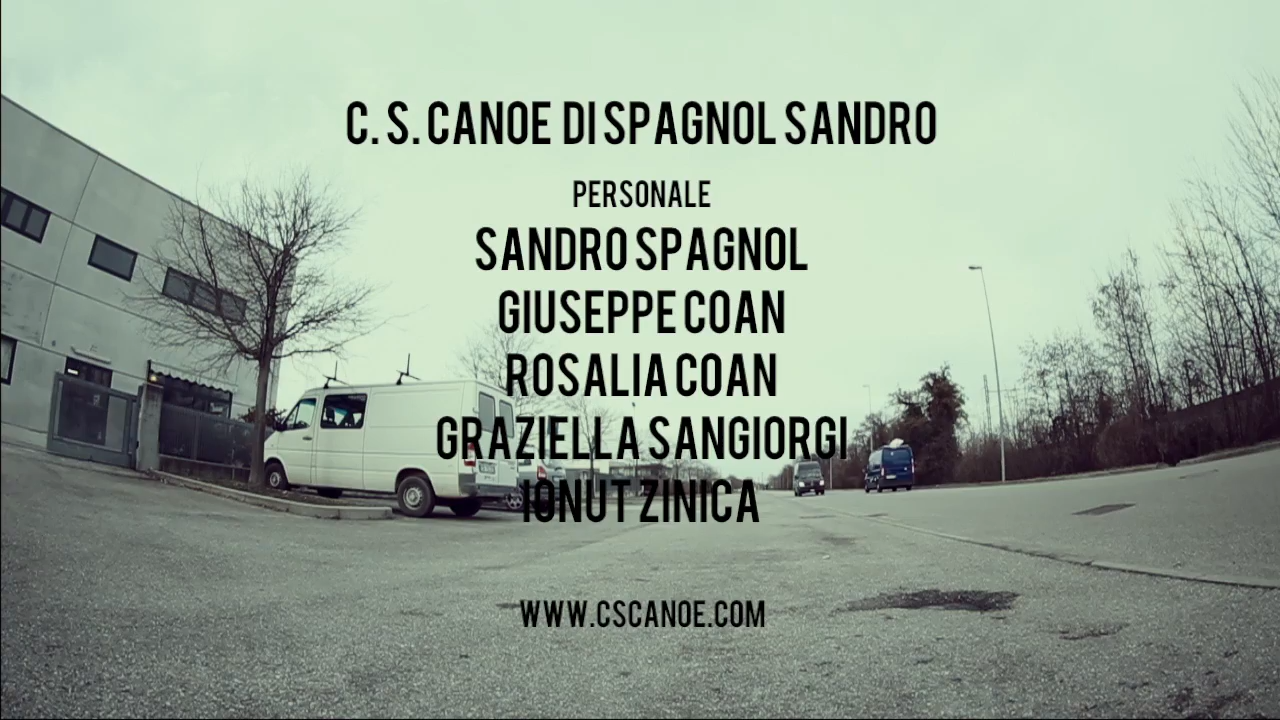 C. S. CANOE DI SPAGNOL SANDRO
PERSONALE
SANDRO SPAGNOL
GIUSEPPE COAN
ROSALIA COAN
GRAZIELLA SANGIORGI
IONUT ZINICA
WWW.CSCANOE.COM